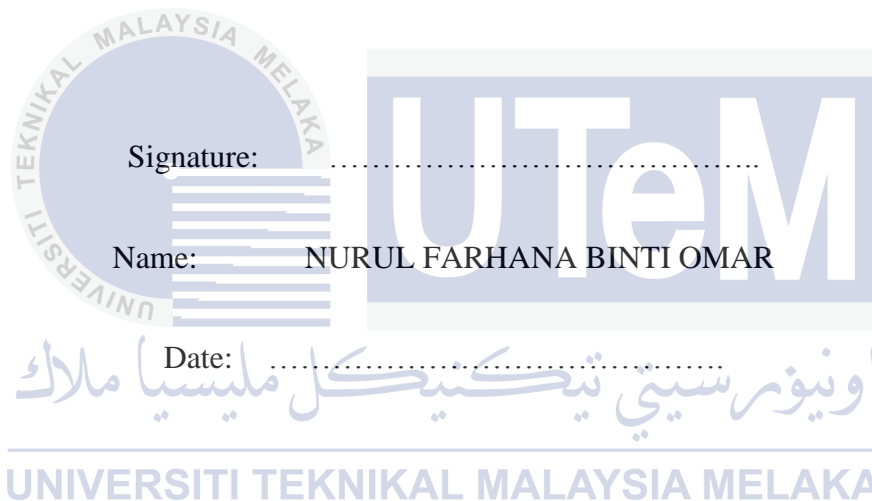 UNIVERSITI TEKNIKAL MALAYSIA MELAKA
UTeM
Signature: ……………………………………..
Name: NURUL FARHANA BINTI OMAR
Date: ……………………………………….
اونيۏرسيتي تيكنيكل مليسيا ملاك
UNIVERSITI TEKNIKAL MALAYSIA MELAKA